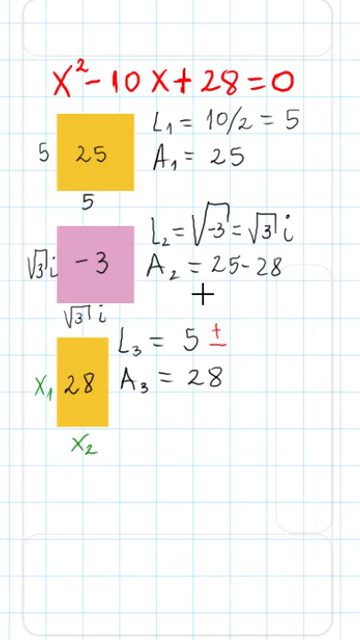 x² - 10x + 28 = 0
L₁ = 10/2 = 5
5 25
A₁ = 25
5
L₂ = √-3 = √3 i
√3 i - 3
A₂ = 25 - 28
√3 i
L₃ = 5 ±
x₁ 28
A₃ = 28
x₂